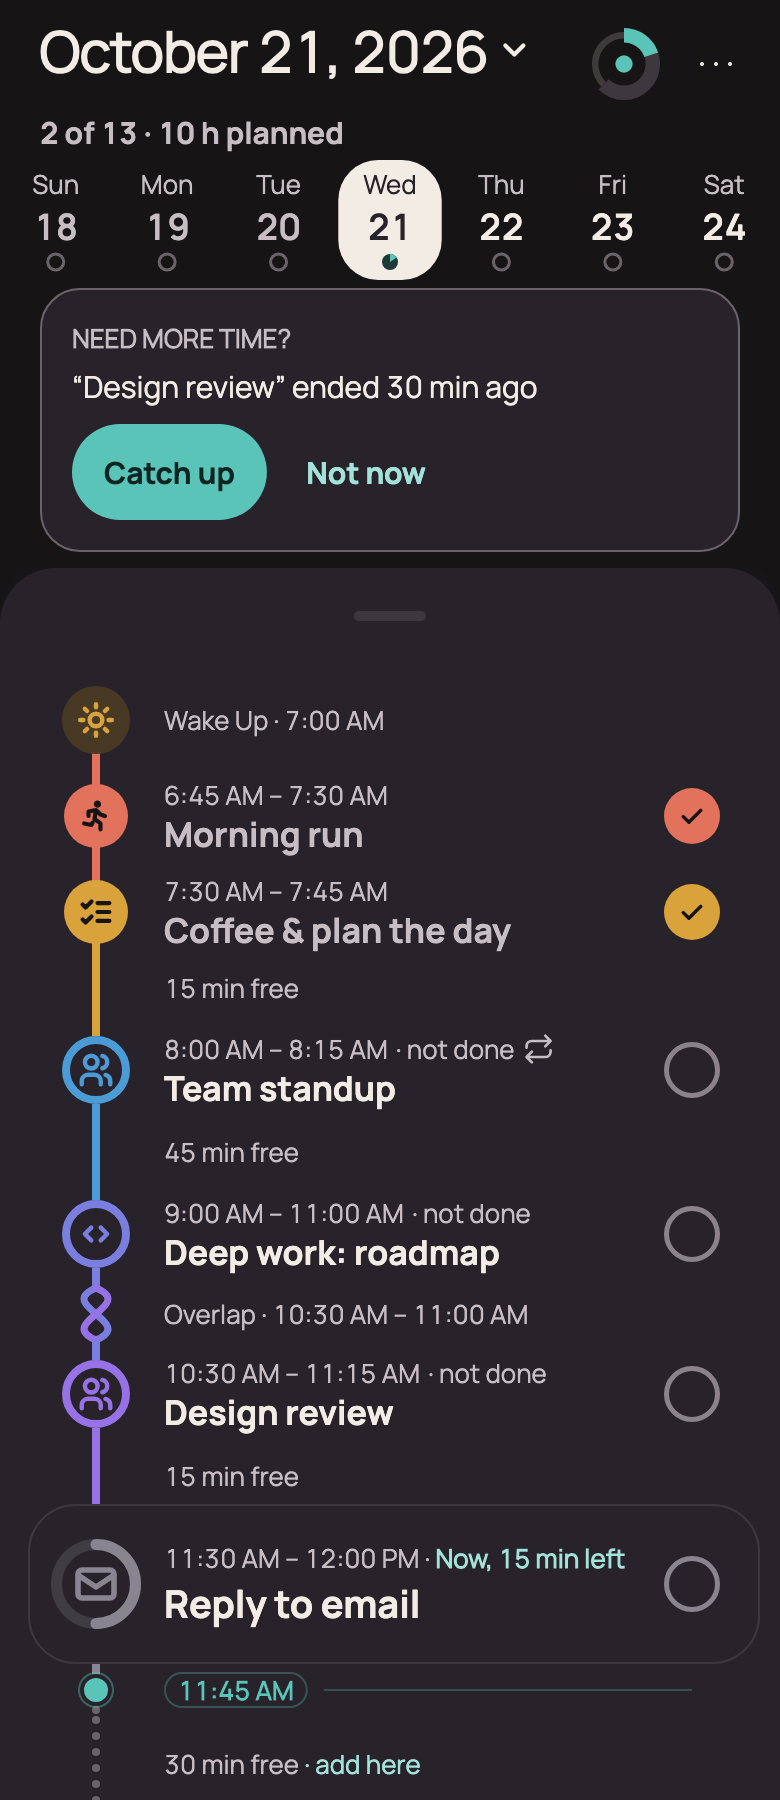 October 21, 2026
...
2 of 13 · 10 h planned
Sun Mon Tue Wed Thu Fri Sat
18 19 20 21 22 23 24
NEED MORE TIME?
“Design review” ended 30 min ago
Catch up Not now
Wake Up · 7:00 AM
6:45 AM – 7:30 AM
Morning run
7:30 AM – 7:45 AM
Coffee & plan the day
15 min free
8:00 AM – 8:15 AM · not done
Team standup
45 min free
9:00 AM – 11:00 AM · not done
Deep work: roadmap
Overlap · 10:30 AM – 11:00 AM
10:30 AM – 11:15 AM · not done
Design review
15 min free
11:30 AM – 12:00 PM · Now, 15 min left
Reply to email
11:45 AM
30 min free · add here